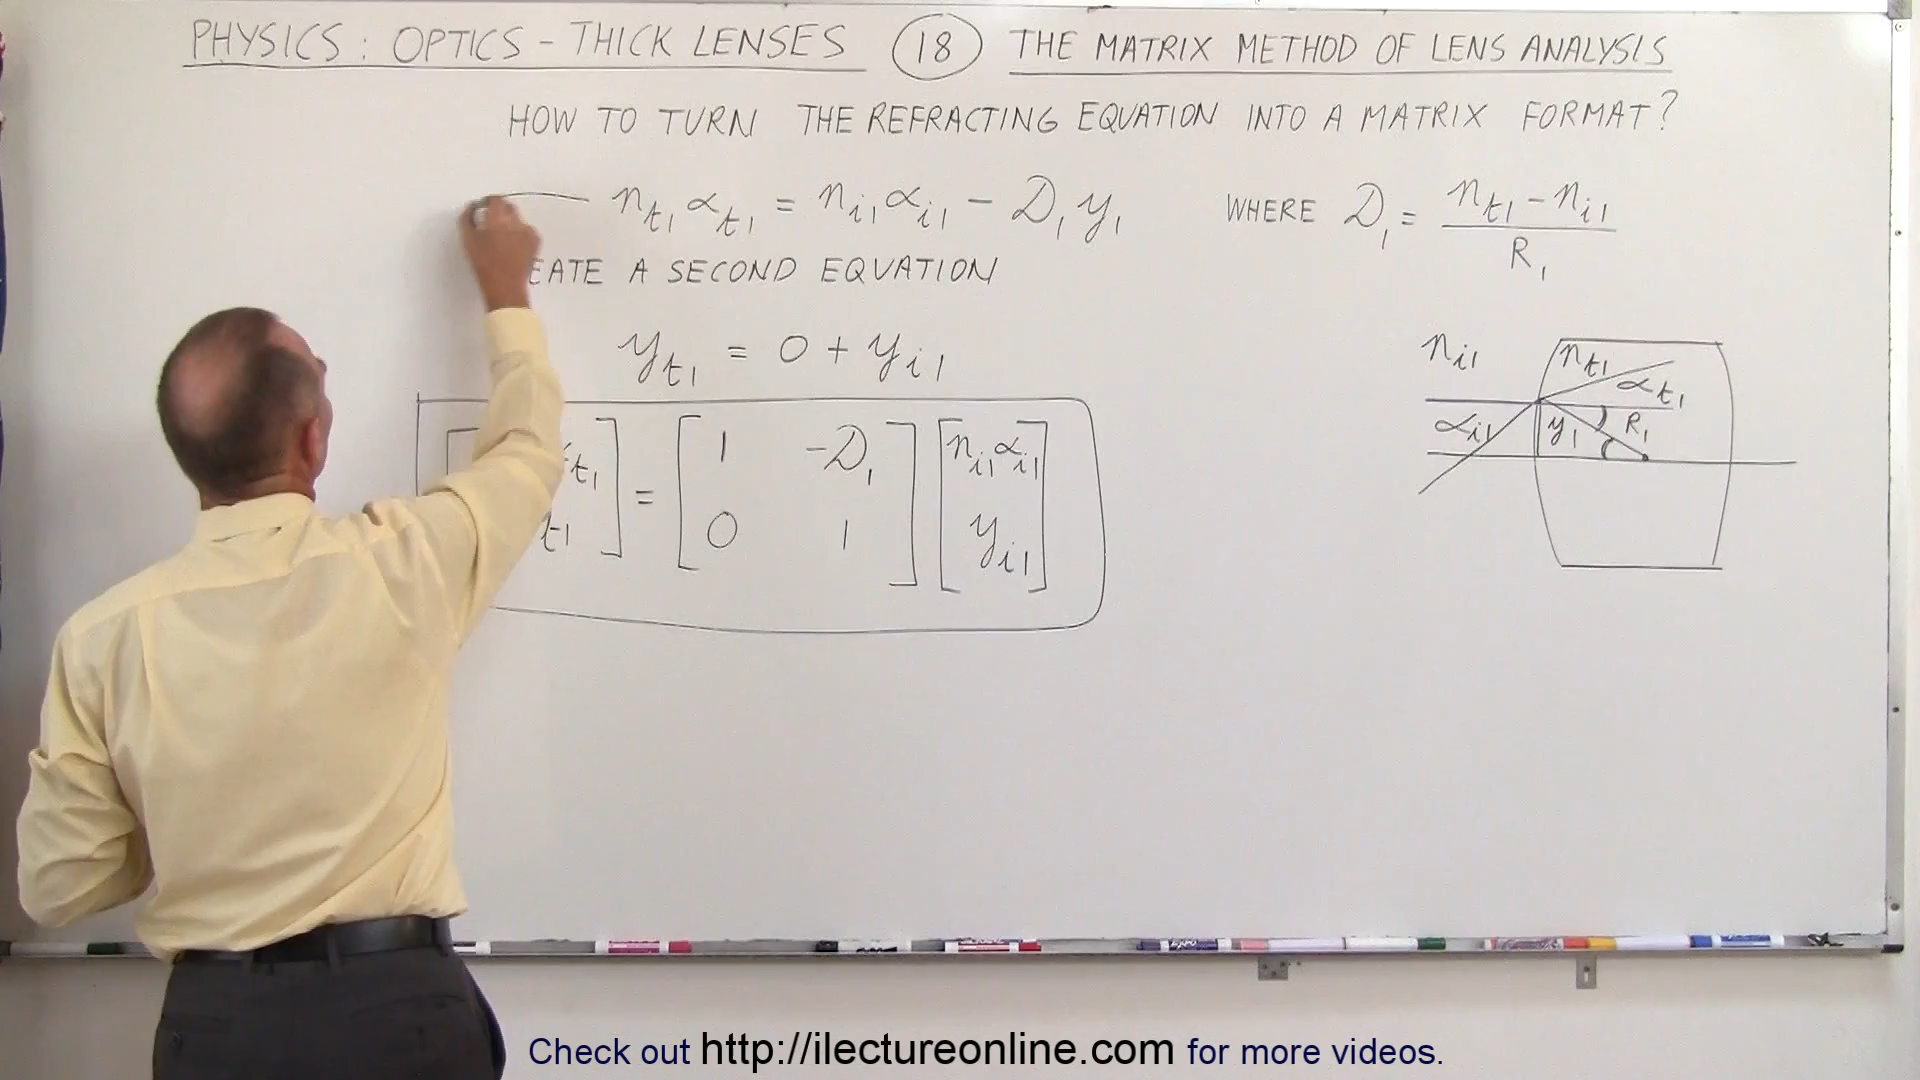 PHYSICS: OPTICS - THICK LENSES (18) THE MATRIX METHOD OF LENS ANALYSIS
HOW TO TURN THE REFRACTING EQUATION INTO A MATRIX FORMAT?
n_t1 α_t1 = n_i1 α_i1 - D_1 y_1 WHERE D_1 = (n_t1 - n_i1) / R_1
A SECOND EQUATION
y_t1 = 0 + y_i1
t1] = [1 -D_1] [n_i1 α_i1]
t1] [0 1] [y_i1]
n_i1 n_t1
α_t1
α_i1 y_1 R_1
Check out http://ilectureonline.com for more videos.